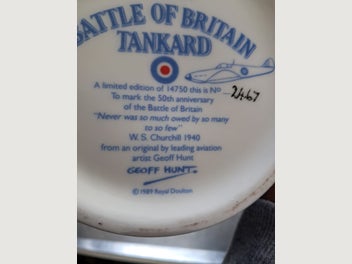 BATTLE OF BRITAIN
TANKARD
A limited edition of 14750 this is Nº 2467
To mark the 50th anniversary
of the Battle of Britain
"Never was so much owed by so many
to so few"
W. S. Churchill 1940
from an original by leading aviation
artist Geoff Hunt
GEOFF HUNT.
© 1989 Royal Doulton